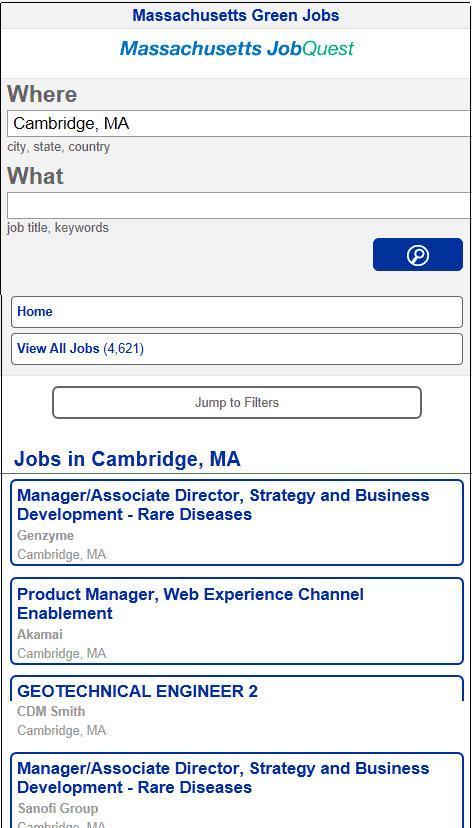 Massachusetts Green Jobs
Massachusetts JobQuest
Where
Cambridge, MA
city, state, country
What
job title, keywords
Home
View All Jobs (4,621)
Jump to Filters
Jobs in Cambridge, MA
Manager/Associate Director, Strategy and Business
Development - Rare Diseases
Genzyme
Cambridge, MA
Product Manager, Web Experience Channel
Enablement
Akamai
Cambridge, MA
GEOTECHNICAL ENGINEER 2
CDM Smith
Cambridge, MA
Manager/Associate Director, Strategy and Business
Development - Rare Diseases
Sanofi Group
Cambridge, MA